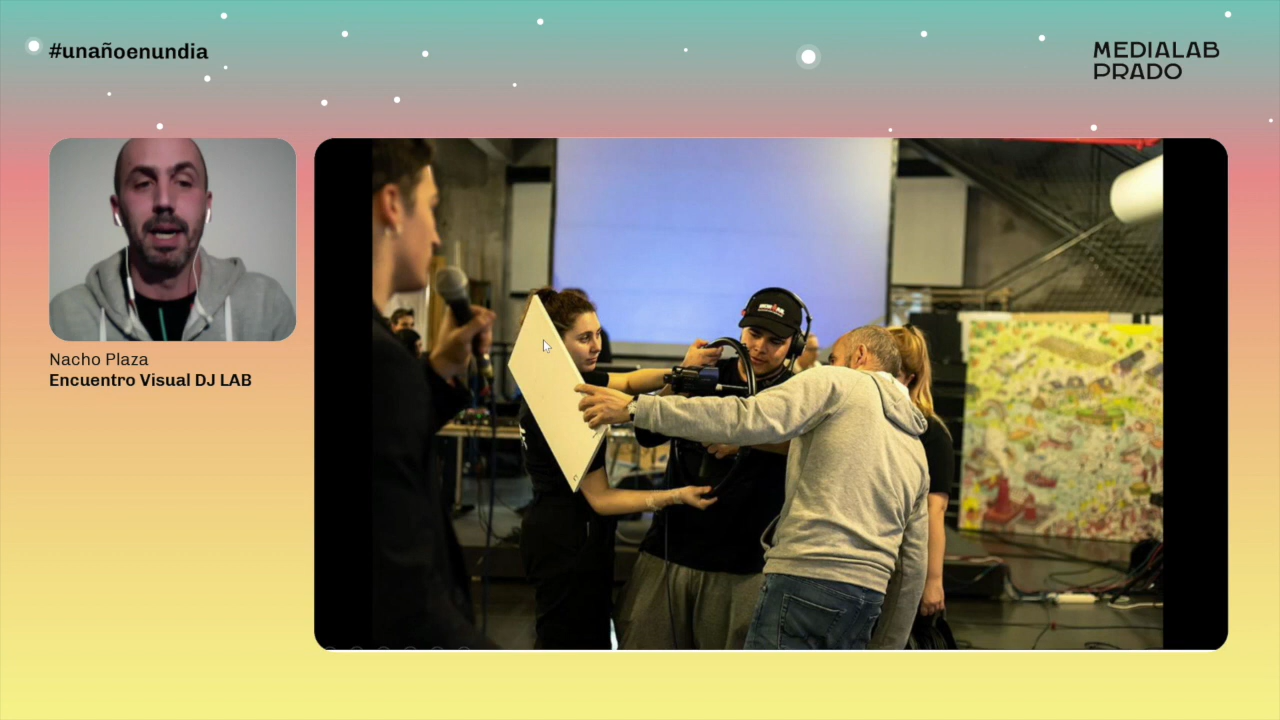 #unañoenundia
MEDIALAB
PRADO
Nacho Plaza
Encuentro Visual DJ LAB